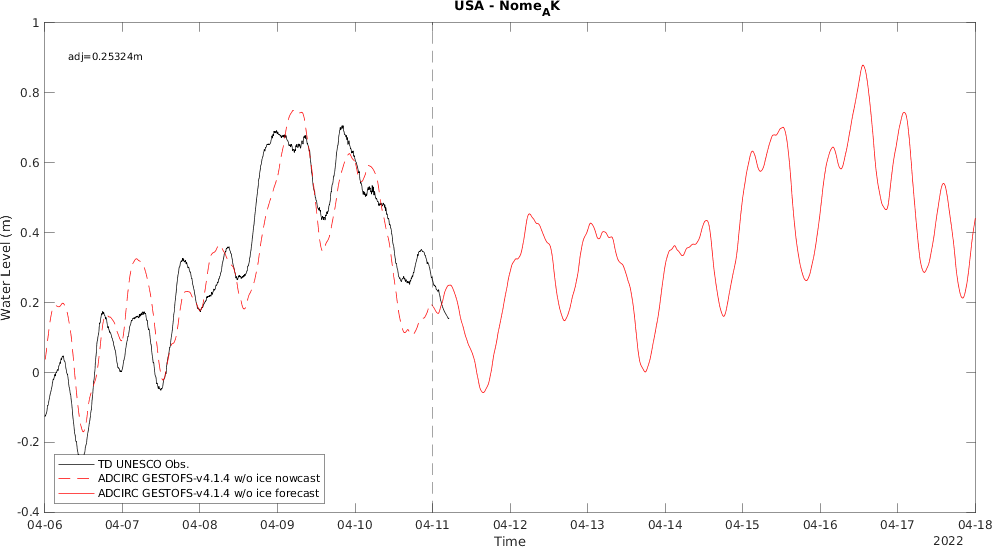 USA - Nome_AK
adj=0.25324m
1
0.8
0.6
0.4
0.2
0
-0.2
-0.4
Water Level (m)
TD UNESCO Obs.
ADCIRC GESTOFS-v4.1.4 w/o ice nowcast
ADCIRC GESTOFS-v4.1.4 w/o ice forecast
04-06 04-07 04-08 04-09 04-10 04-11 04-12 04-13 04-14 04-15 04-16 04-17 04-18
Time
2022